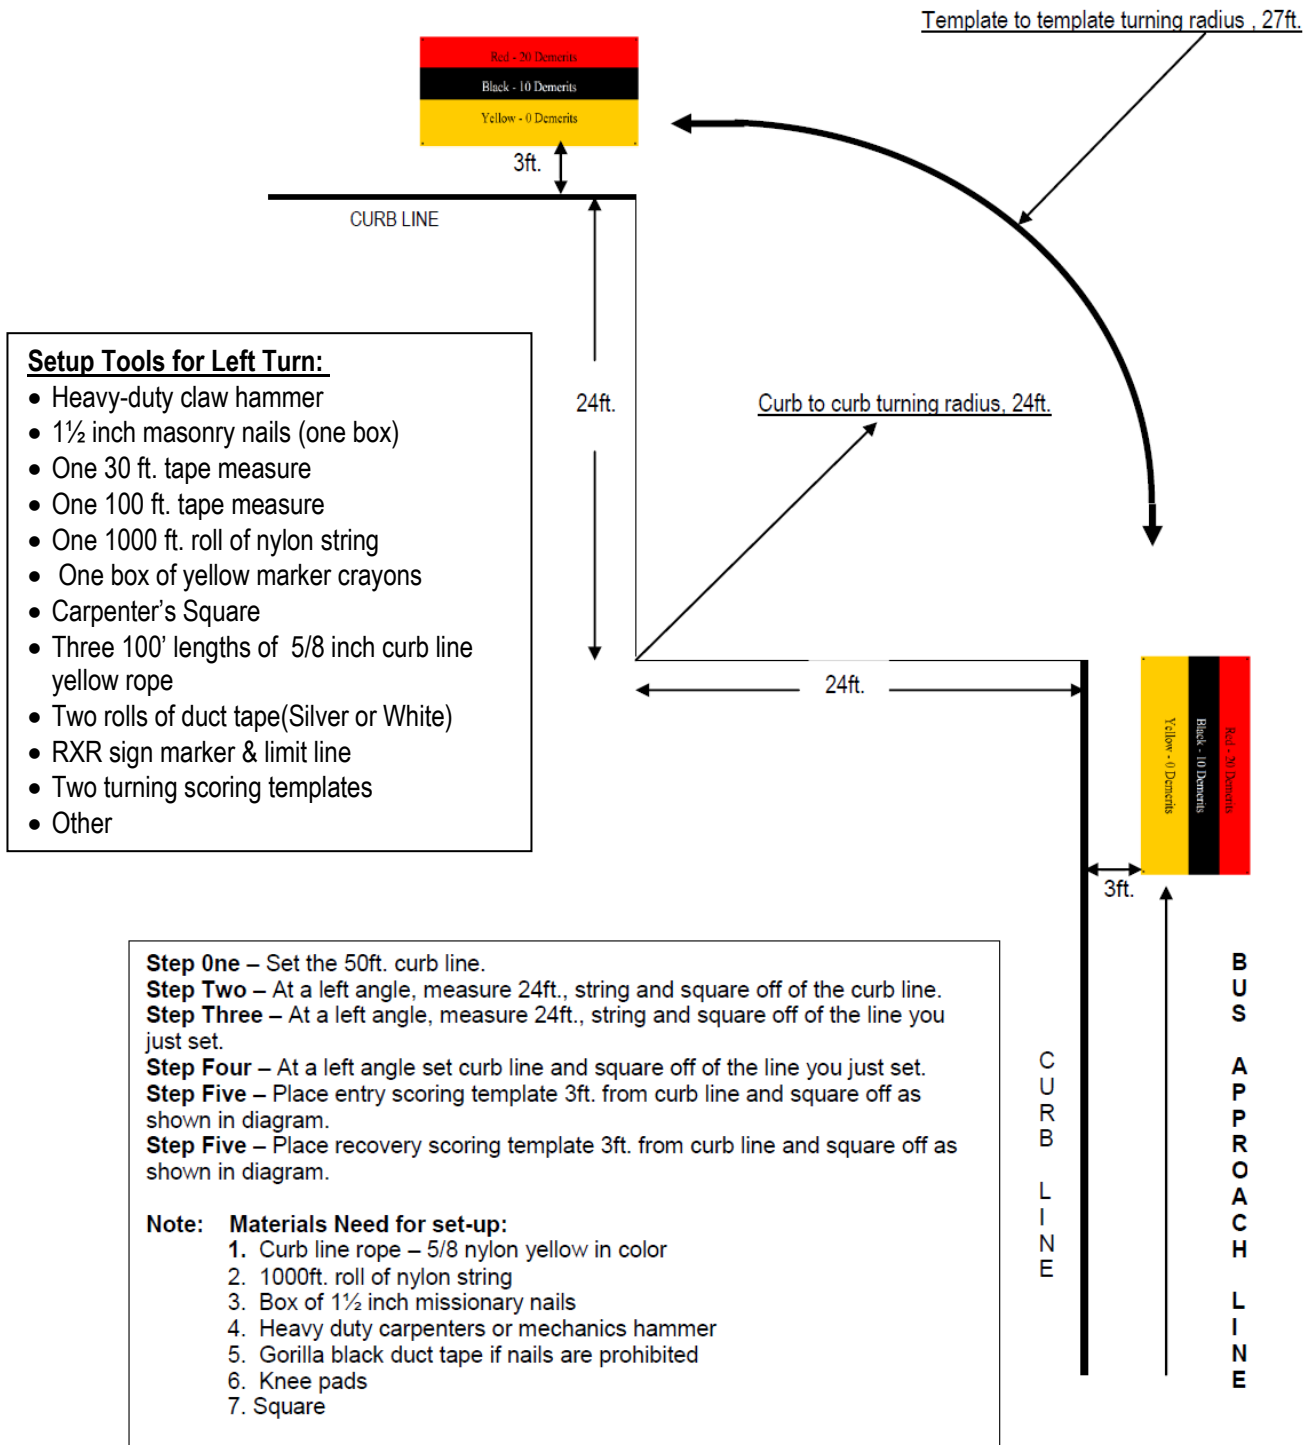 Template to template turning radius , 27ft.
Red - 20 Demerits
Black - 10 Demerits
Yellow - 0 Demerits
3ft.
CURB LINE
Setup Tools for Left Turn:
• Heavy-duty claw hammer
• 1½ inch masonry nails (one box)
• One 30 ft. tape measure
• One 100 ft. tape measure
• One 1000 ft. roll of nylon string
• One box of yellow marker crayons
• Carpenter’s Square
• Three 100’ lengths of 5/8 inch curb line
yellow rope
• Two rolls of duct tape(Silver or White)
• RXR sign marker & limit line
• Two turning scoring templates
• Other
24ft.
Curb to curb turning radius, 24ft.
24ft.
Red - 20 Demerits
Black - 10 Demerits
Yellow - 0 Demerits
3ft.
Step 0ne – Set the 50ft. curb line.
Step Two – At a left angle, measure 24ft., string and square off of the curb line.
Step Three – At a left angle, measure 24ft., string and square off of the line you
just set.
Step Four – At a left angle set curb line and square off of the line you just set.
Step Five – Place entry scoring template 3ft. from curb line and square off as
shown in diagram.
Step Five – Place recovery scoring template 3ft. from curb line and square off as
shown in diagram.
Note: Materials Need for set-up:
1. Curb line rope – 5/8 nylon yellow in color
2. 1000ft. roll of nylon string
3. Box of 1½ inch missionary nails
4. Heavy duty carpenters or mechanics hammer
5. Gorilla black duct tape if nails are prohibited
6. Knee pads
7. Square
CURB LINE
BUS APPROACH LINE